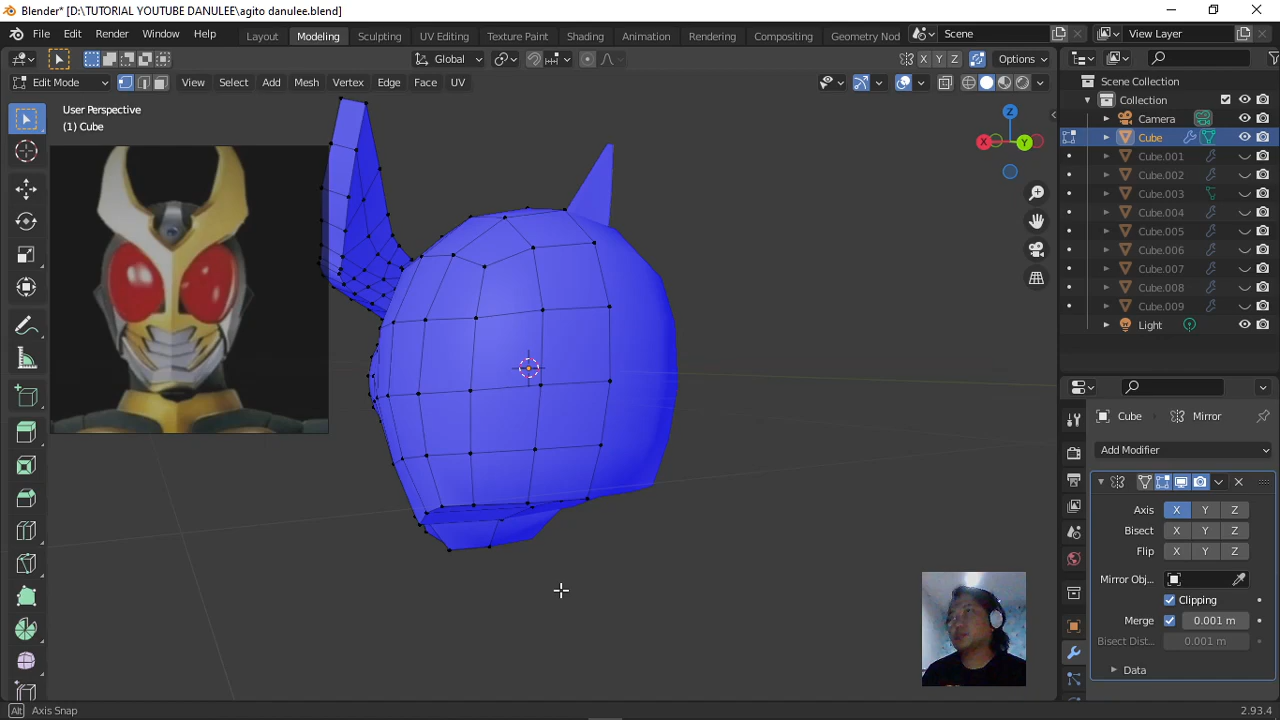 Blender* [D:\TUTORIAL YOUTUBE DANULEE\agito danulee.blend]
File Edit Render Window Help Layout Modeling Sculpting UV Editing Texture Paint Shading Animation Rendering Compositing Geometry Nod Scene View Layer
Global X Y Z Options
Edit Mode View Select Add Mesh Vertex Edge Face UV
User Perspective
(1) Cube
Z
X
Y
Scene Collection
Collection
Camera
Cube
Cube.001
Cube.002
Cube.003
Cube.004
Cube.005
Cube.006
Cube.007
Cube.008
Cube.009
Light
Cube Mirror
Add Modifier
Axis X Y Z
Bisect X Y Z
Flip X Y Z
Mirror Obj...
Clipping
Merge 0.001 m
Bisect Dist... 0.001 m
Data
Alt Axis Snap 2.93.4